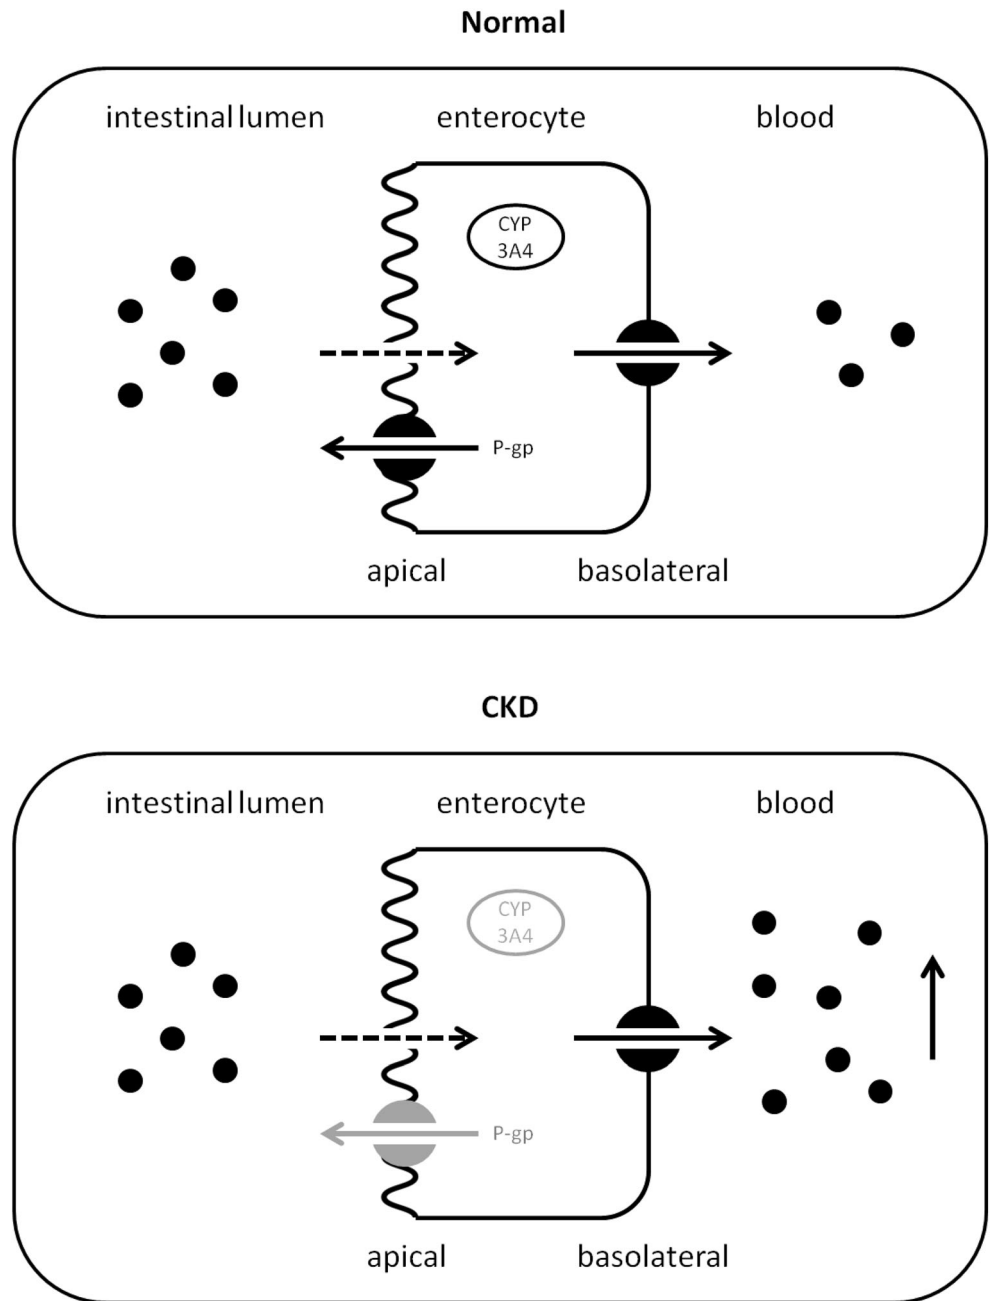 Normal
intestinal lumen enterocyte blood
CYP
3A4
P-gp
apical basolateral
CKD
intestinal lumen enterocyte blood
CYP
3A4
P-gp
apical basolateral